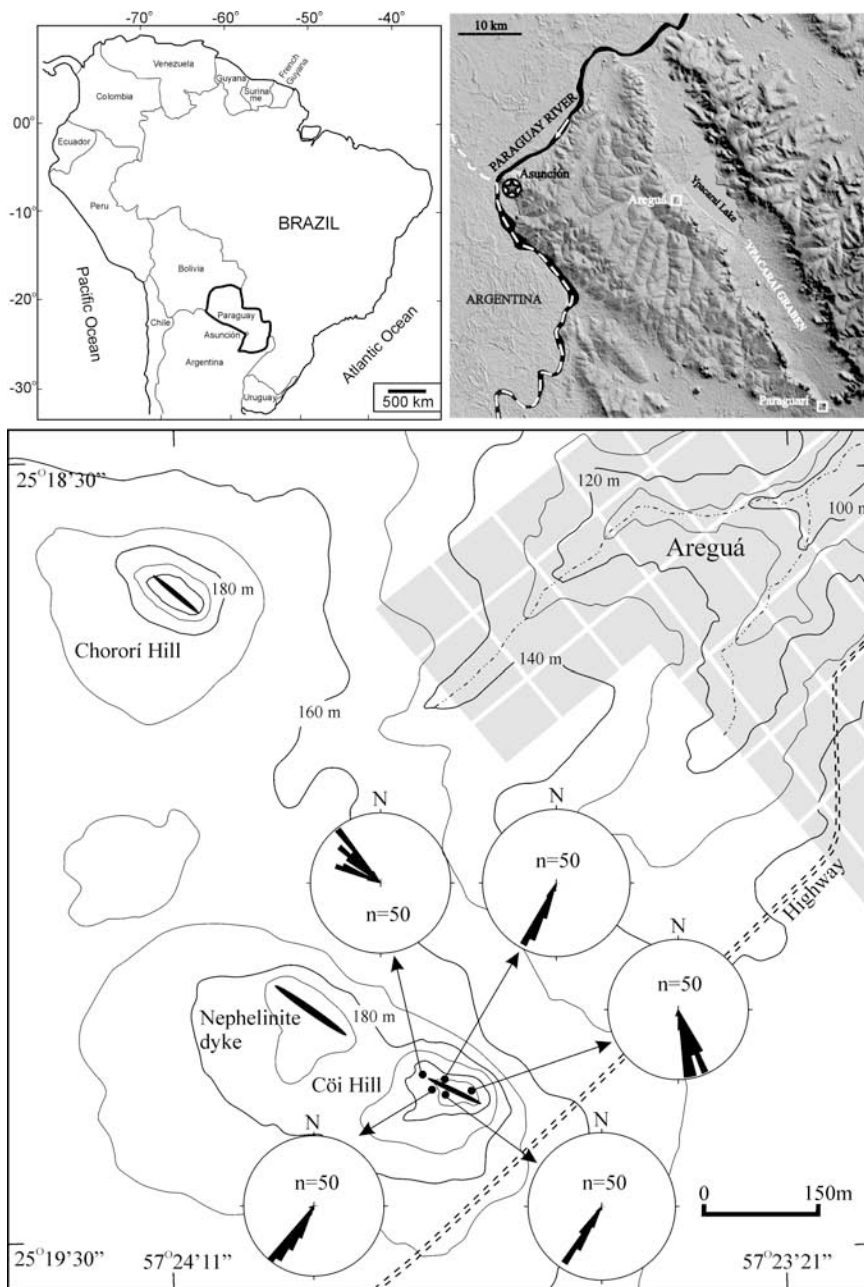 -70°
-60°
-50°
-40°
00°
-10°
-20°
-30°
Venezuela
Guyana
Surina
me
French
Guyana
Colombia
Ecuador
Peru
BRAZIL
Bolivia
Paraguay
Chile
Asunción
Argentina
Uruguay
Pacific Ocean
Atlantic Ocean
500 km
10 km
PARAGUAY RIVER
Asunción
Areguá
Ypacaraí Lake
YPACARAÍ GRABEN
ARGENTINA
Paraguarí
25°18'30"
120 m
100 m
Areguá
180 m
Chororí Hill
140 m
160 m
N
n=50
N
n=50
Highway
N
n=50
Nephelinite
dyke
180 m
Cöi Hill
N
n=50
N
n=50
0 150m
25°19'30"
57°24'11"
57°23'21"